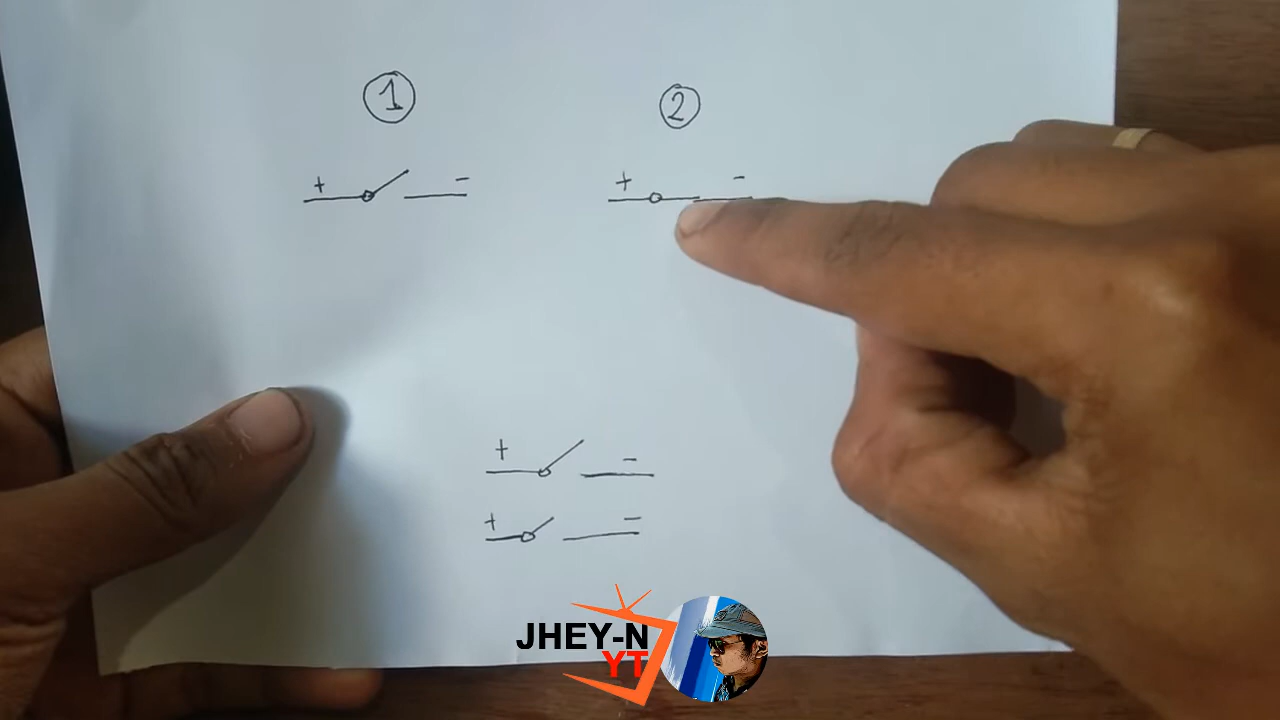 1 2
+ - + -
+ -
+ -
JHEY-N
YT